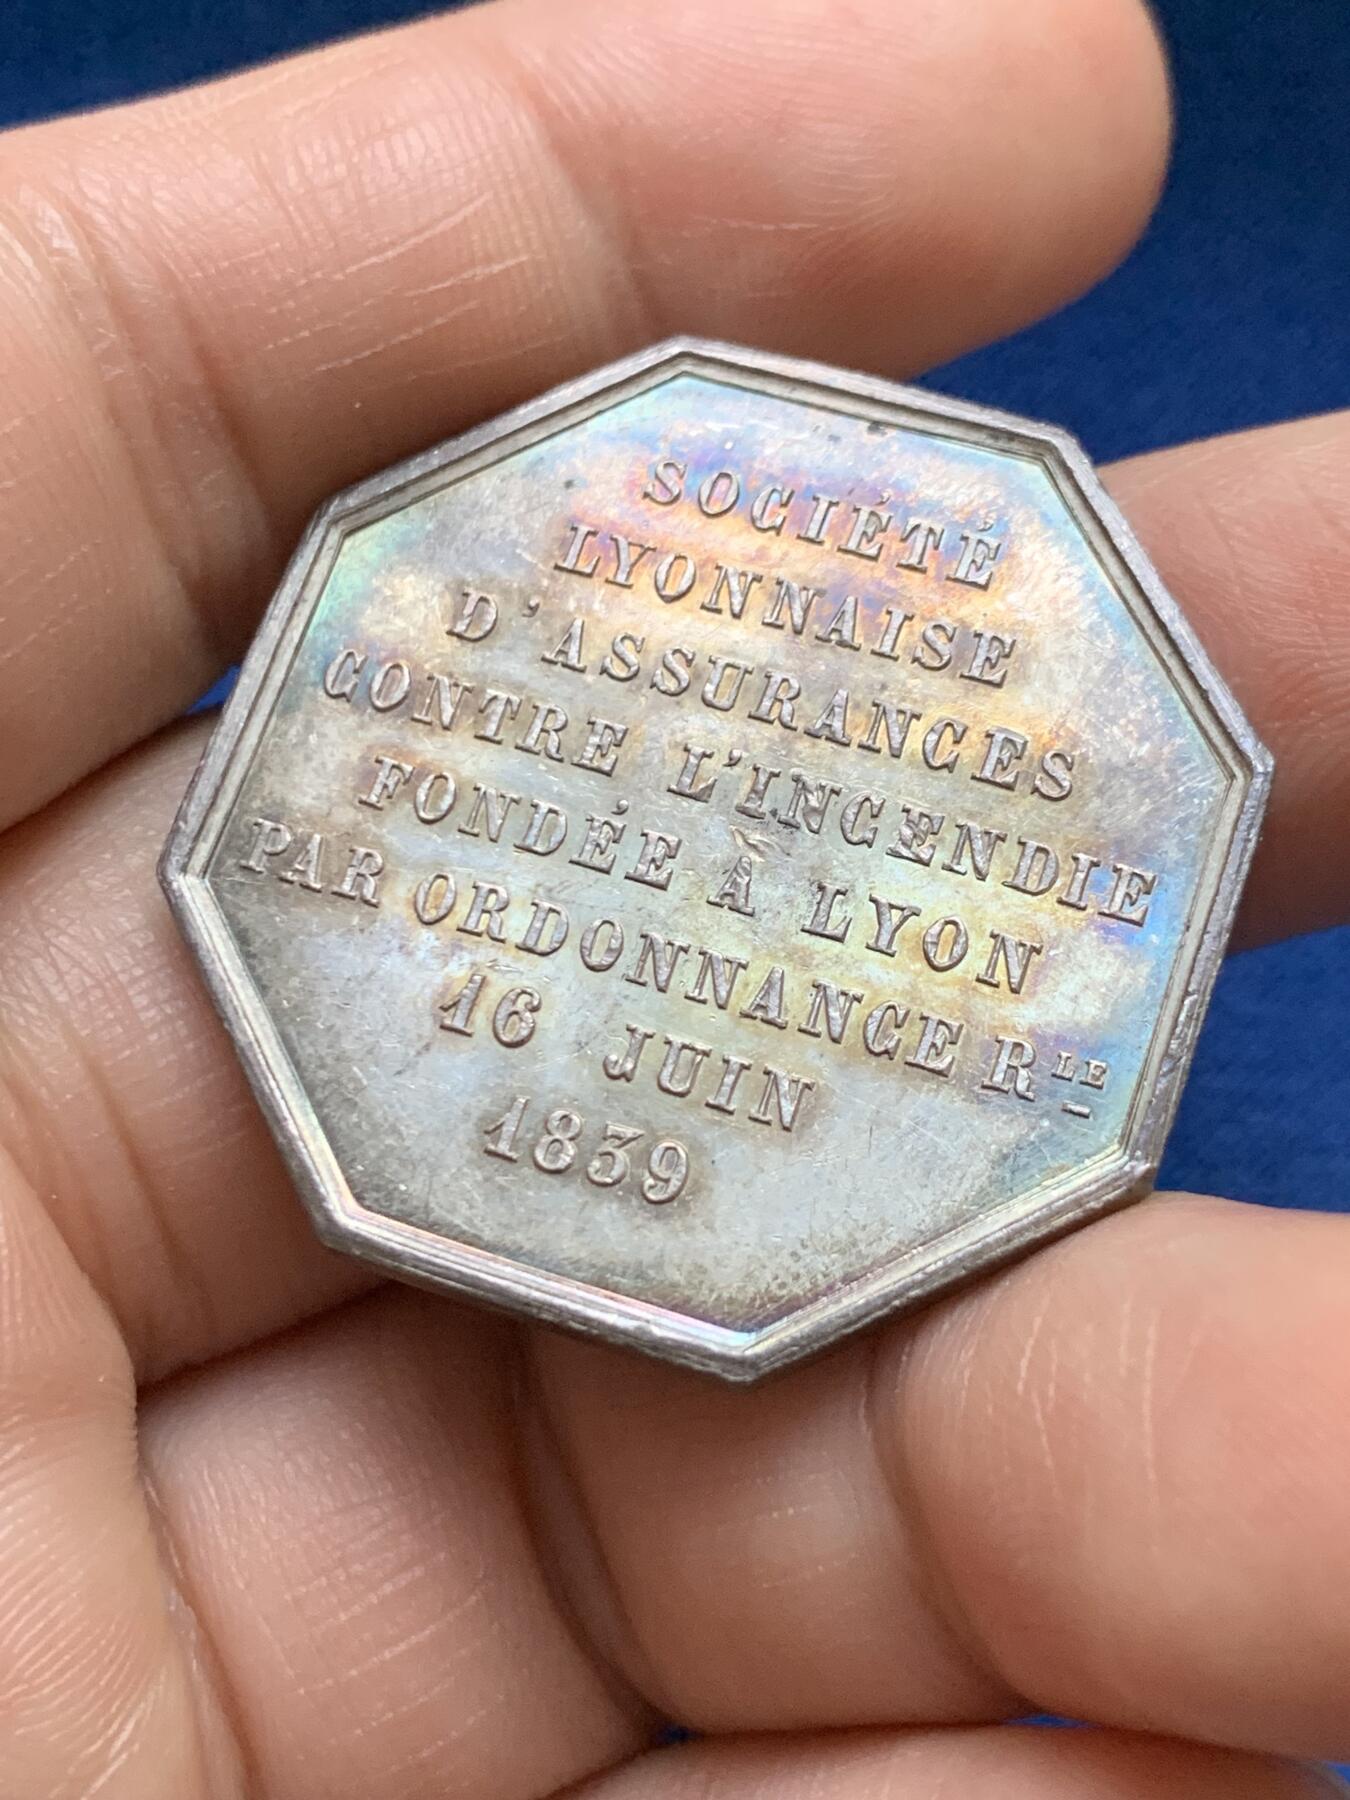 SOCIÉTÉ
LYONNAISE
D'ASSURANCES
CONTRE L'INCENDIE
FONDÉE À LYON
PAR ORDONNANCE RLE
16 JUIN
1839